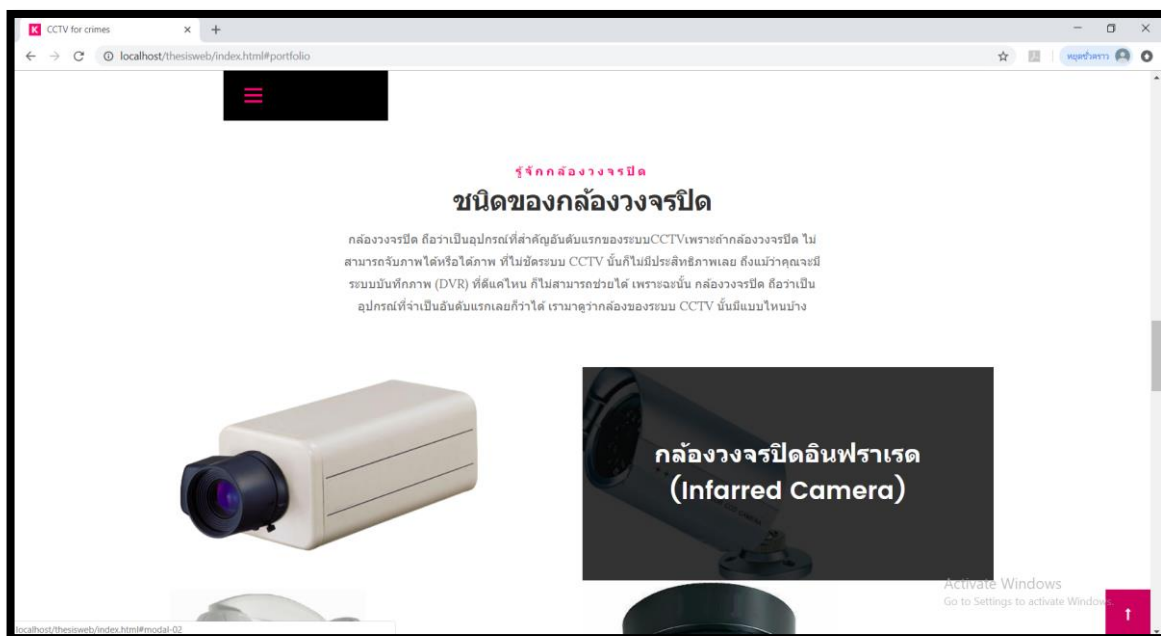 K CCTV for crimes
localhost/thesisweb/index.html#portfolio
หยุดชั่วคราว
รู้จักกล้องวงจรปิด
ชนิดของกล้องวงจรปิด
กล้องวงจรปิด ถือว่าเป็นอุปกรณ์ที่สำคัญอันดับแรกของระบบCCTVเพราะถ้ากล้องวงจรปิด ไม่
สามารถจับภาพได้หรือได้ภาพ ที่ไม่ชัดระบบ CCTV นั้นก็ไม่มีประสิทธิภาพเลย ถึงแม้ว่าคุณจะมี
ระบบบันทึกภาพ (DVR) ที่ดีแค่ไหน ก็ไม่สามารถช่วยได้ เพราะฉะนั้น กล้องวงจรปิด ถือว่าเป็น
อุปกรณ์ที่จำเป็นอันดับแรกเลยก็ว่าได้ เรามาดูว่ากล้องของระบบ CCTV นั้นมีแบบไหนบ้าง
กล้องวงจรปิดอินฟราเรด
(Infarred Camera)
CCD CAMERA
Activate Windows
Go to Settings to activate Windows.
localhost/thesisweb/index.html#modal-02